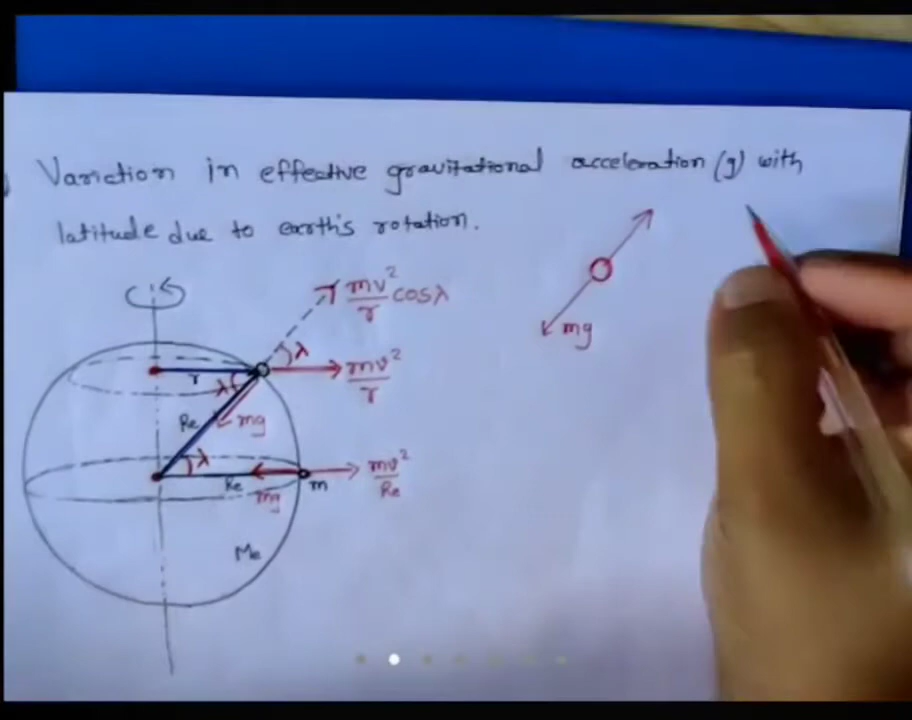 Variation in effective gravitational acceleration (g) with
latitude due to earth's rotation.
mv²/r cosλ
λ
mg
mv²/r
r
λ
Re
mg
λ
mv²/Re
Re
mg
m
Me